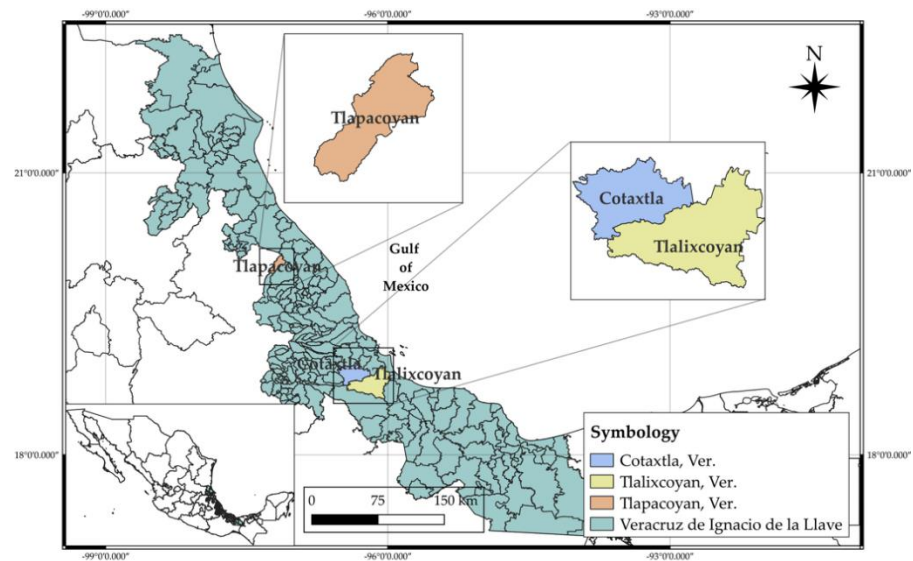 -99°0'0.000"
-96°0'0.000"
-93°0'0.000"
N
Tlapacoyan
21°0'0.000"
21°0'0.000"
Cotaxtla
Tlalixcoyan
Gulf
of
Mexico
Tlapacoyan
Cotaxtla
Tlalixcoyan
Symbology
Cotaxtla, Ver.
Tlalixcoyan, Ver.
Tlapacoyan, Ver.
Veracruz de Ignacio de la Llave
18°0'0.000"
18°0'0.000"
0 75 150 km
-99°0'0.000"
-96°0'0.000"
-93°0'0.000"